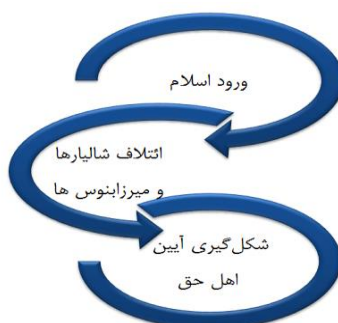 ورود اسلام
ائتلاف شالیارها
و میرزابنوس ها
شکل‌گیری آیین
اهل حق